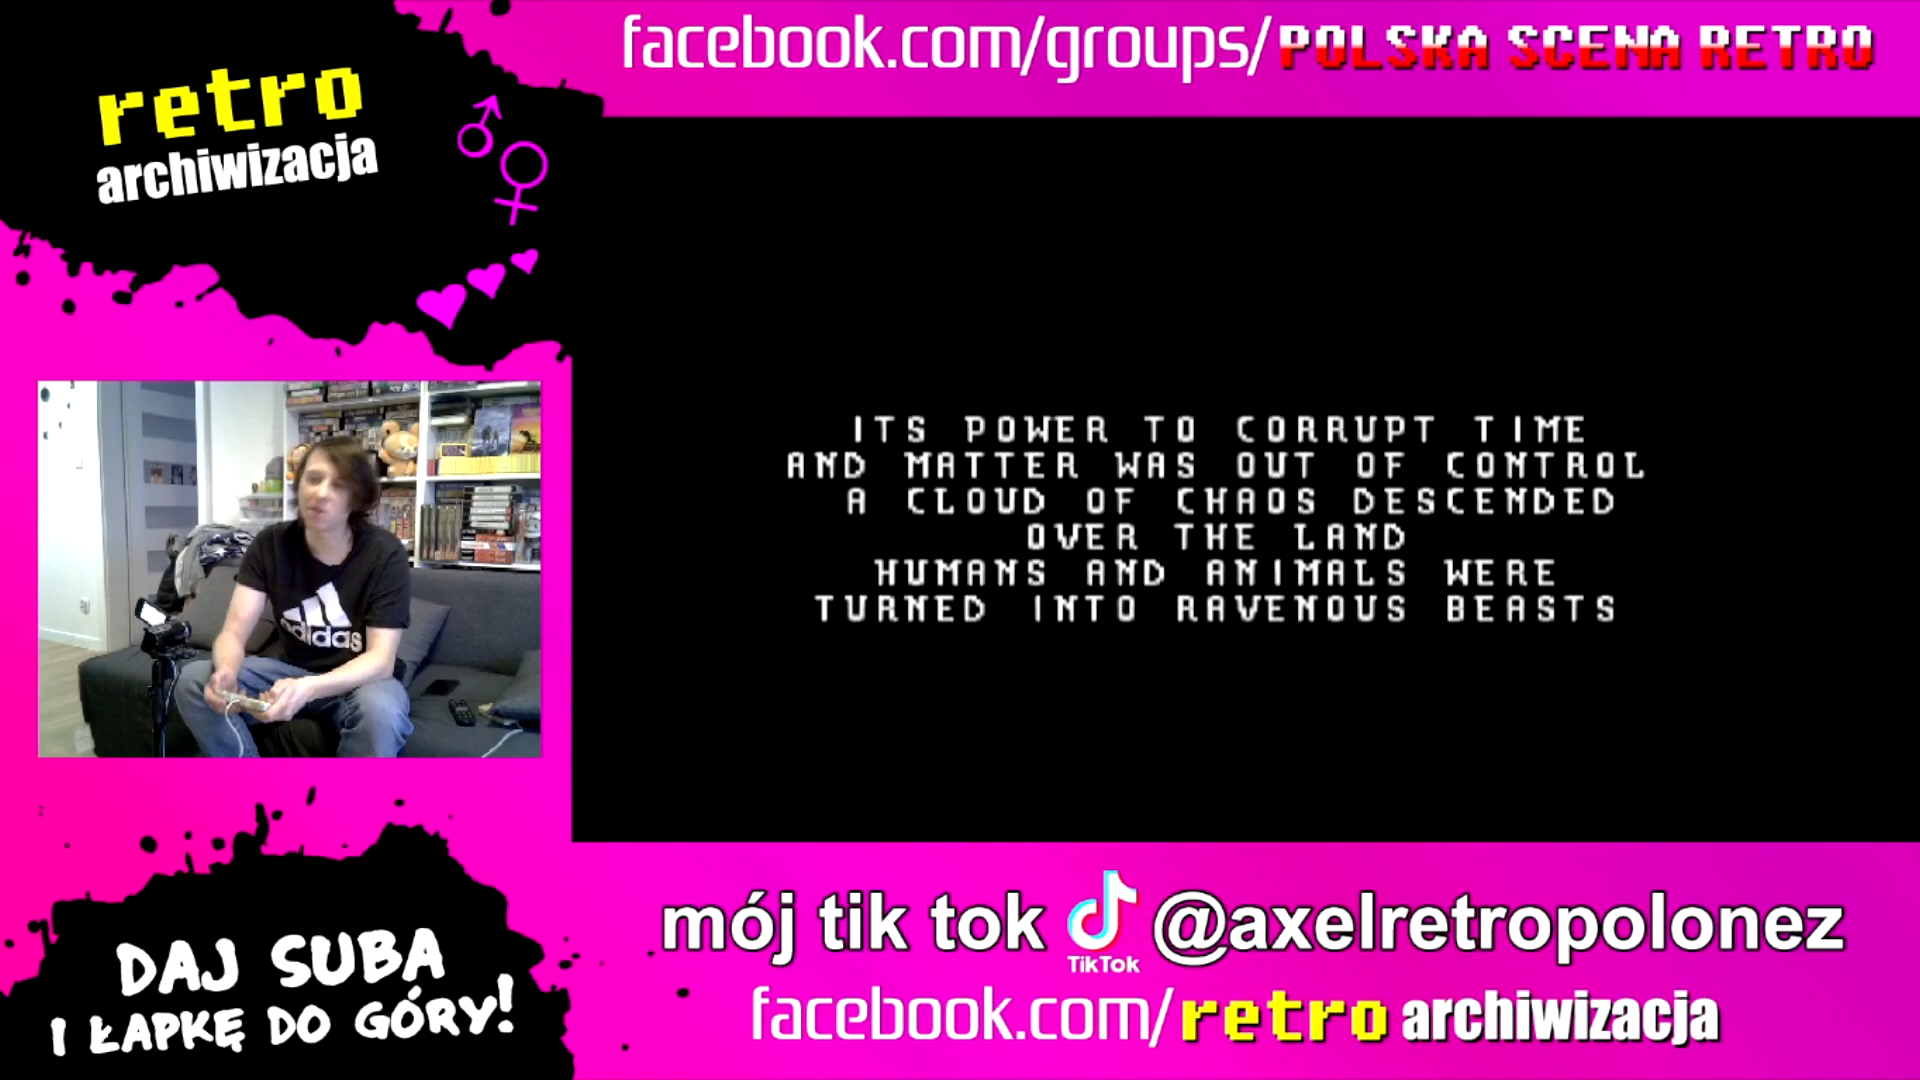 facebook.com/groups/POLSKA SCENA RETRO
retro
archiwizacja
ITS POWER TO CORRUPT TIME
AND MATTER WAS OUT OF CONTROL
A CLOUD OF CHAOS DESCENDED
OVER THE LAND
HUMANS AND ANIMALS WERE
TURNED INTO RAVENOUS BEASTS
adidas
DAJ SUBA
I ŁAPKĘ DO GÓRY!
mój tik tok TikTok @axelretropolonez
facebook.com/retro archiwizacja